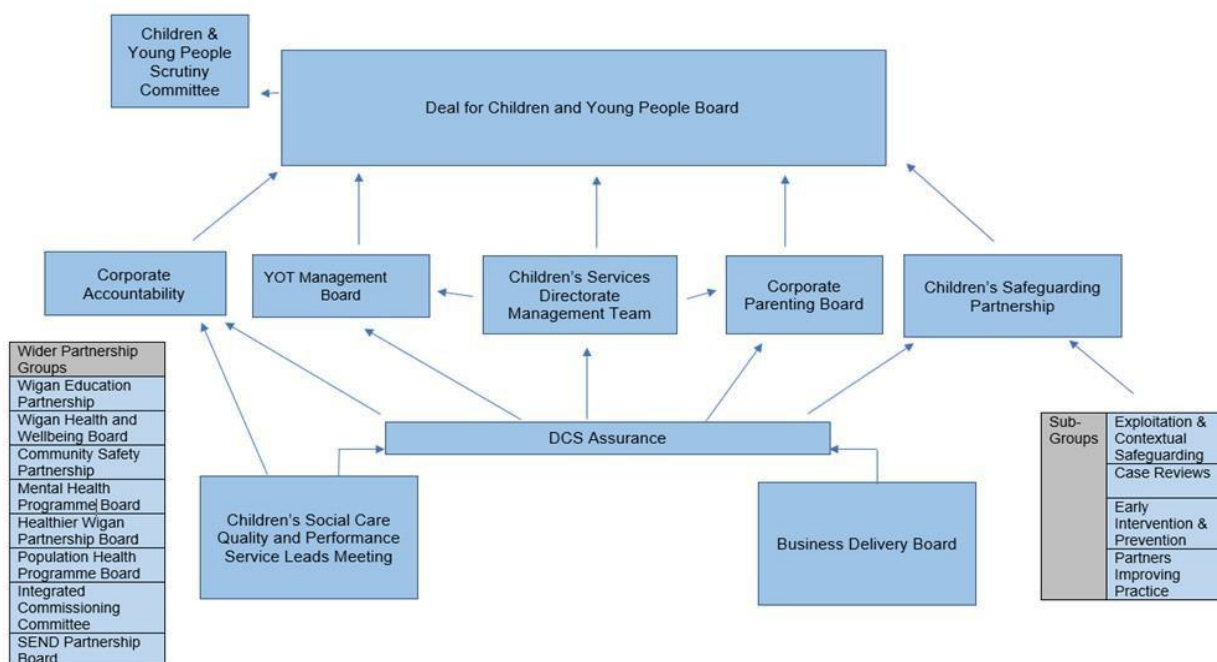 Children &
Young People
Scrutiny
Committee
Deal for Children and Young People Board
Corporate
Accountability
YOT Management
Board
Children's Services
Directorate
Management Team
Corporate
Parenting Board
Children's Safeguarding
Partnership
Wider Partnership
Groups
Wigan Education
Partnership
Wigan Health and
Wellbeing Board
Community Safety
Partnership
Mental Health
Programme Board
Healthier Wigan
Partnership Board
Population Health
Programme Board
Integrated
Commissioning
Committee
SEND Partnership
Board
DCS Assurance
Children's Social Care
Quality and Performance
Service Leads Meeting
Business Delivery Board
Sub-
Groups
Exploitation &
Contextual
Safeguarding
Case Reviews
Early
Intervention &
Prevention
Partners
Improving
Practice